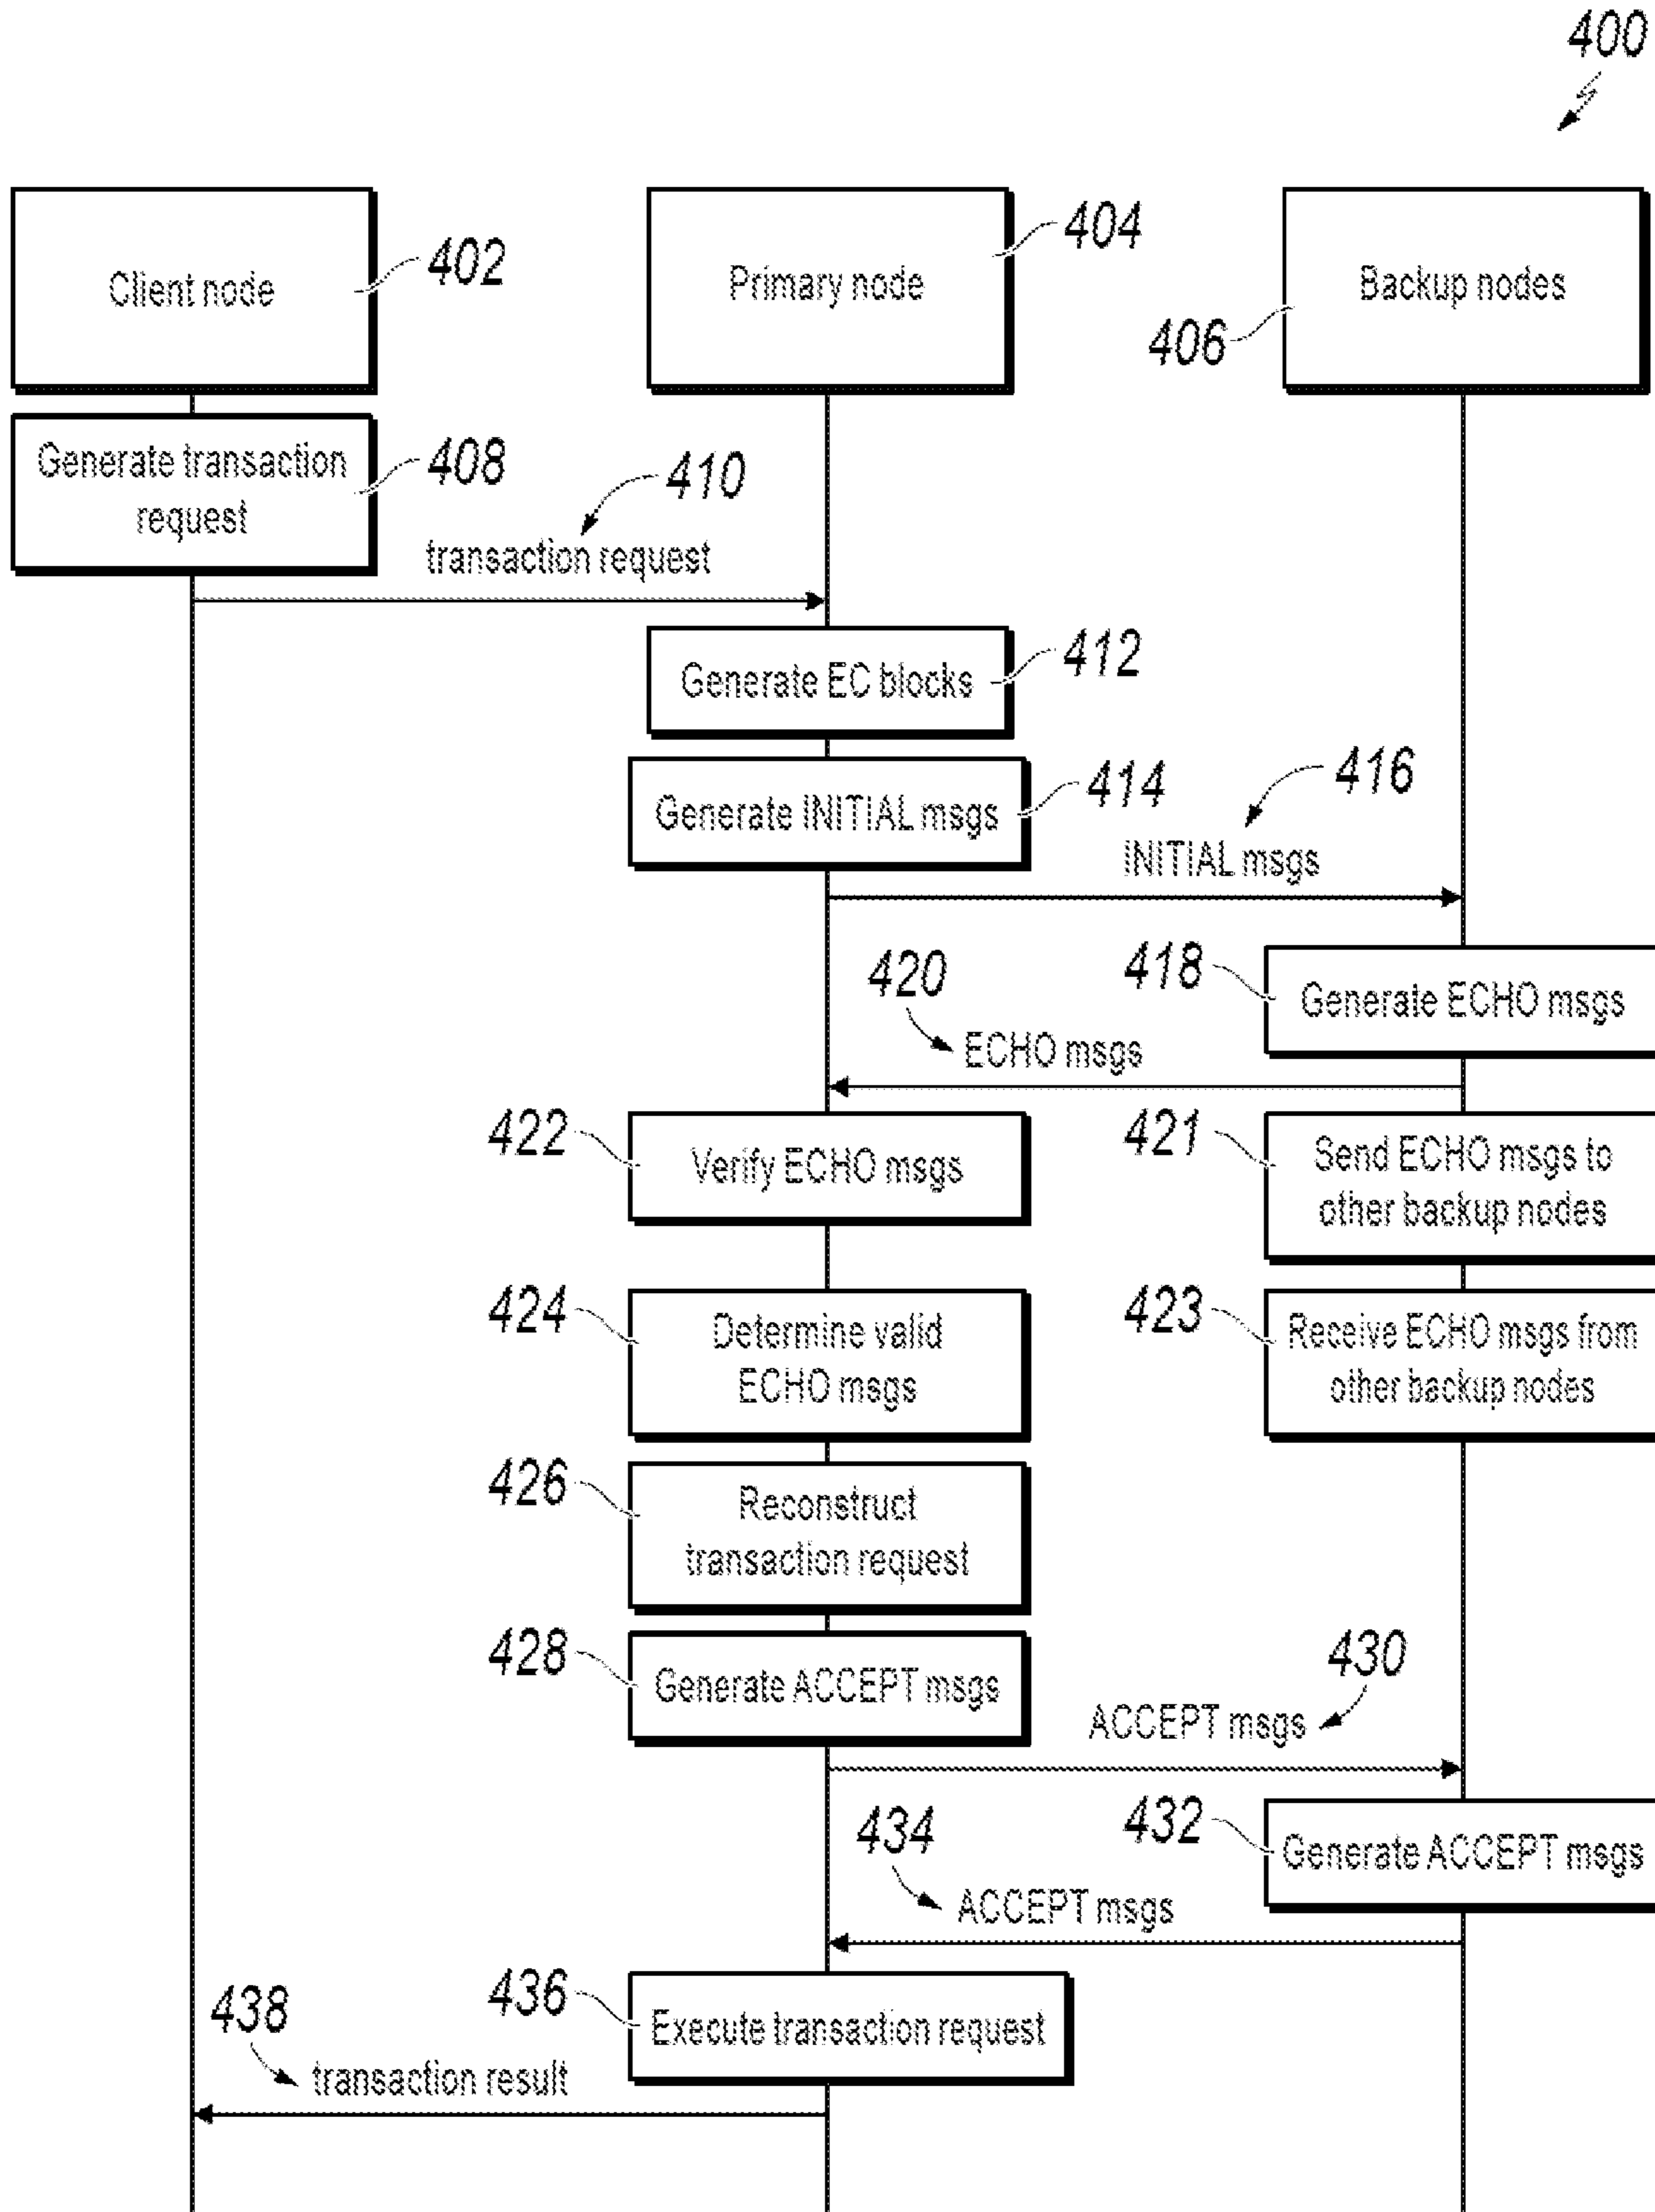 400
Client node
402
Primary node
404
Backup nodes
406
Generate transaction
request
408
410
transaction request
Generate EC blocks
412
Generate INITIAL msgs
414
416
INITIAL msgs
418
Generate ECHO msgs
420
ECHO msgs
422
Verify ECHO msgs
421
Send ECHO msgs to
other backup nodes
424
Determine valid
ECHO msgs
423
Receive ECHO msgs from
other backup nodes
426
Reconstruct
transaction request
428
Generate ACCEPT msgs
430
ACCEPT msgs
432
Generate ACCEPT msgs
434
ACCEPT msgs
436
Execute transaction request
438
transaction result